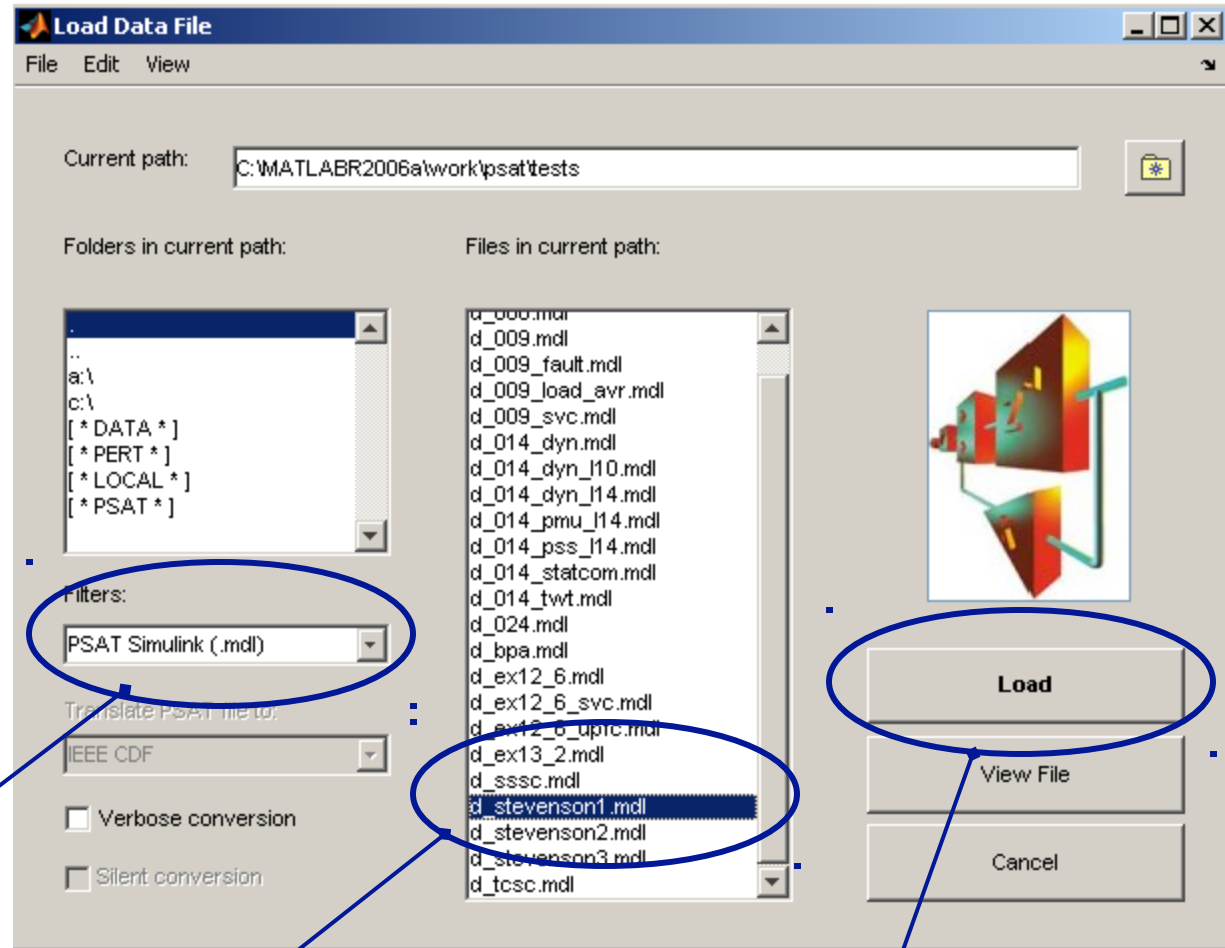 Load Data File
File Edit View
Current path:
C:\MATLABR2006a\work\psat\tests
Folders in current path:
Files in current path:
.
..
a:\
c:\
[ * DATA * ]
[ * PERT * ]
[ * LOCAL * ]
[ * PSAT * ]
d_009.mdl
d_009_fault.mdl
d_009_load_avr.mdl
d_009_svc.mdl
d_014_dyn.mdl
d_014_dyn_l10.mdl
d_014_dyn_l14.mdl
d_014_pmu_l14.mdl
d_014_pss_l14.mdl
d_014_statcom.mdl
d_014_twt.mdl
d_024.mdl
d_bpa.mdl
d_ex12_6.mdl
d_ex12_6_svc.mdl
d_ex12_6_upfc.mdl
d_ex13_2.mdl
d_sssc.mdl
d_stevenson1.mdl
d_stevenson2.mdl
d_stevenson3.mdl
d_tcsc.mdl
Filters:
PSAT Simulink (.mdl)
Translate PSAT file to:
IEEE CDF
Verbose conversion
Silent conversion
Load
View File
Cancel